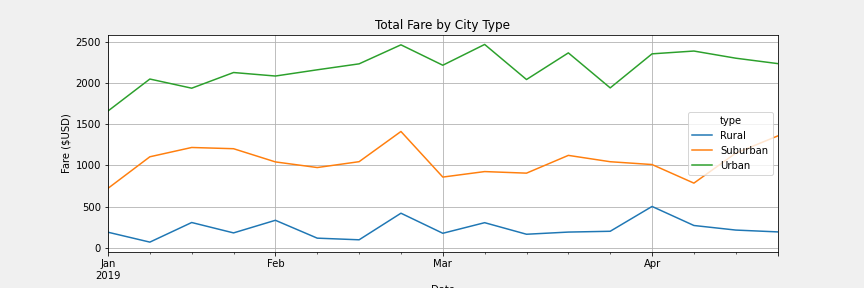 Total Fare by City Type
Fare ($USD)
2500
2000
1500
1000
500
0
type
Rural
Suburban
Urban
Jan
2019
Feb
Mar
Apr